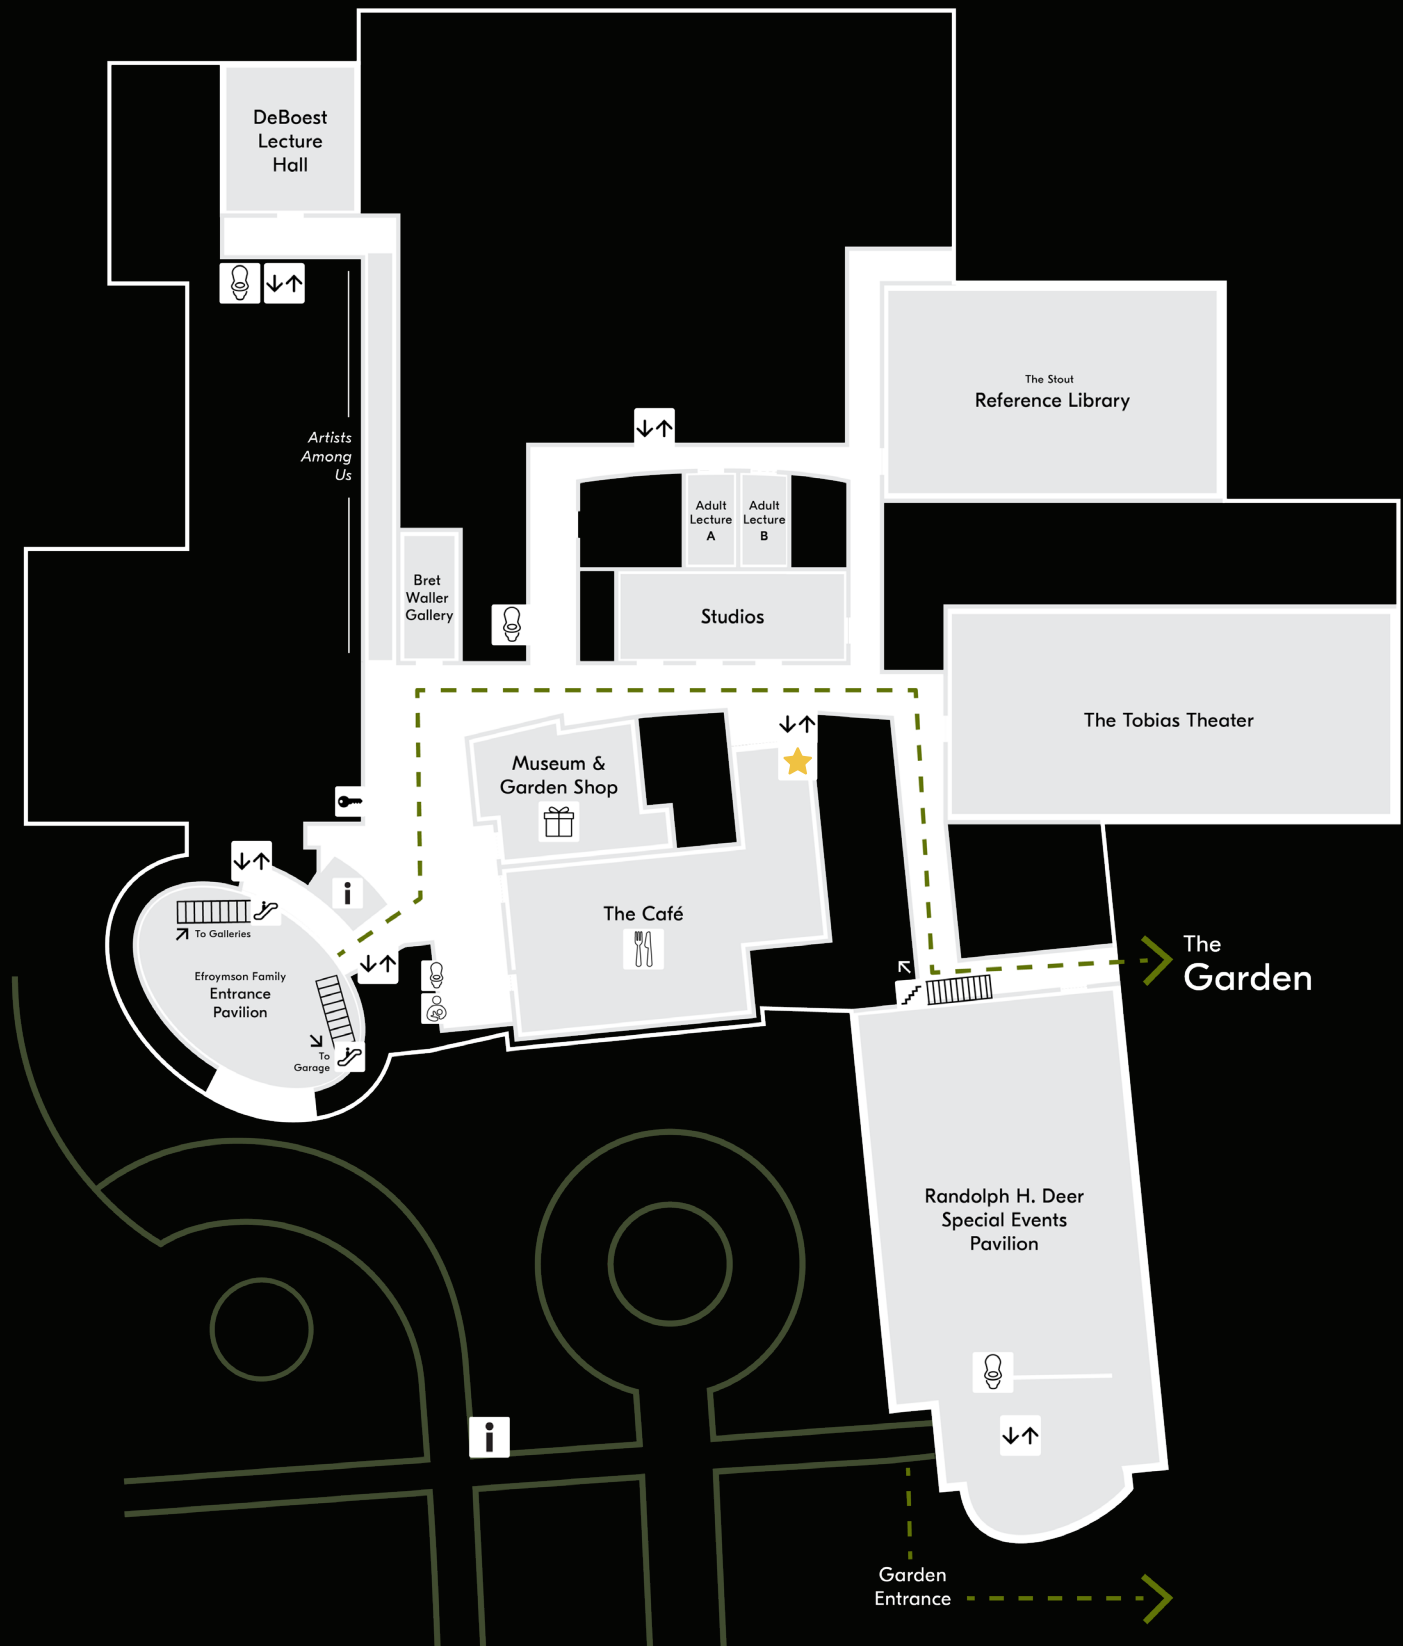 DeBoest
Lecture
Hall
The Stout
Reference Library
Artists
Among
Us
Adult
Lecture
A
Adult
Lecture
B
Bret
Waller
Gallery
Studios
The Tobias Theater
Museum &
Garden Shop
The Café
To Galleries
Efroymson Family
Entrance
Pavilion
To
Garage
The
Garden
Randolph H. Deer
Special Events
Pavilion
Garden
Entrance